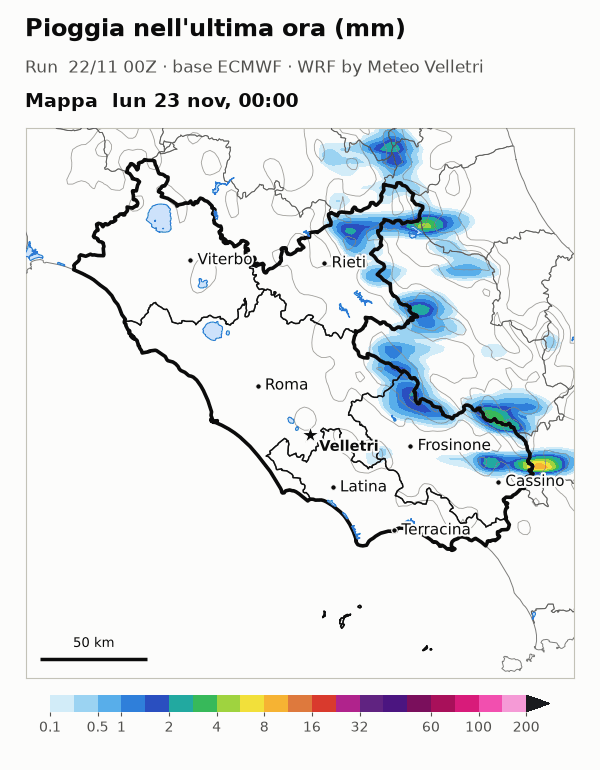 Pioggia nell'ultima ora (mm)
Run  22/11 00Z · base ECMWF · WRF by Meteo Velletri
Mappa  lun 23 nov, 00:00
Viterbo
Rieti
Roma
Velletri
Frosinone
Latina
Cassino
Terracina
50 km
0.1 0.5 1 2 4 8 16 32 60 100 200